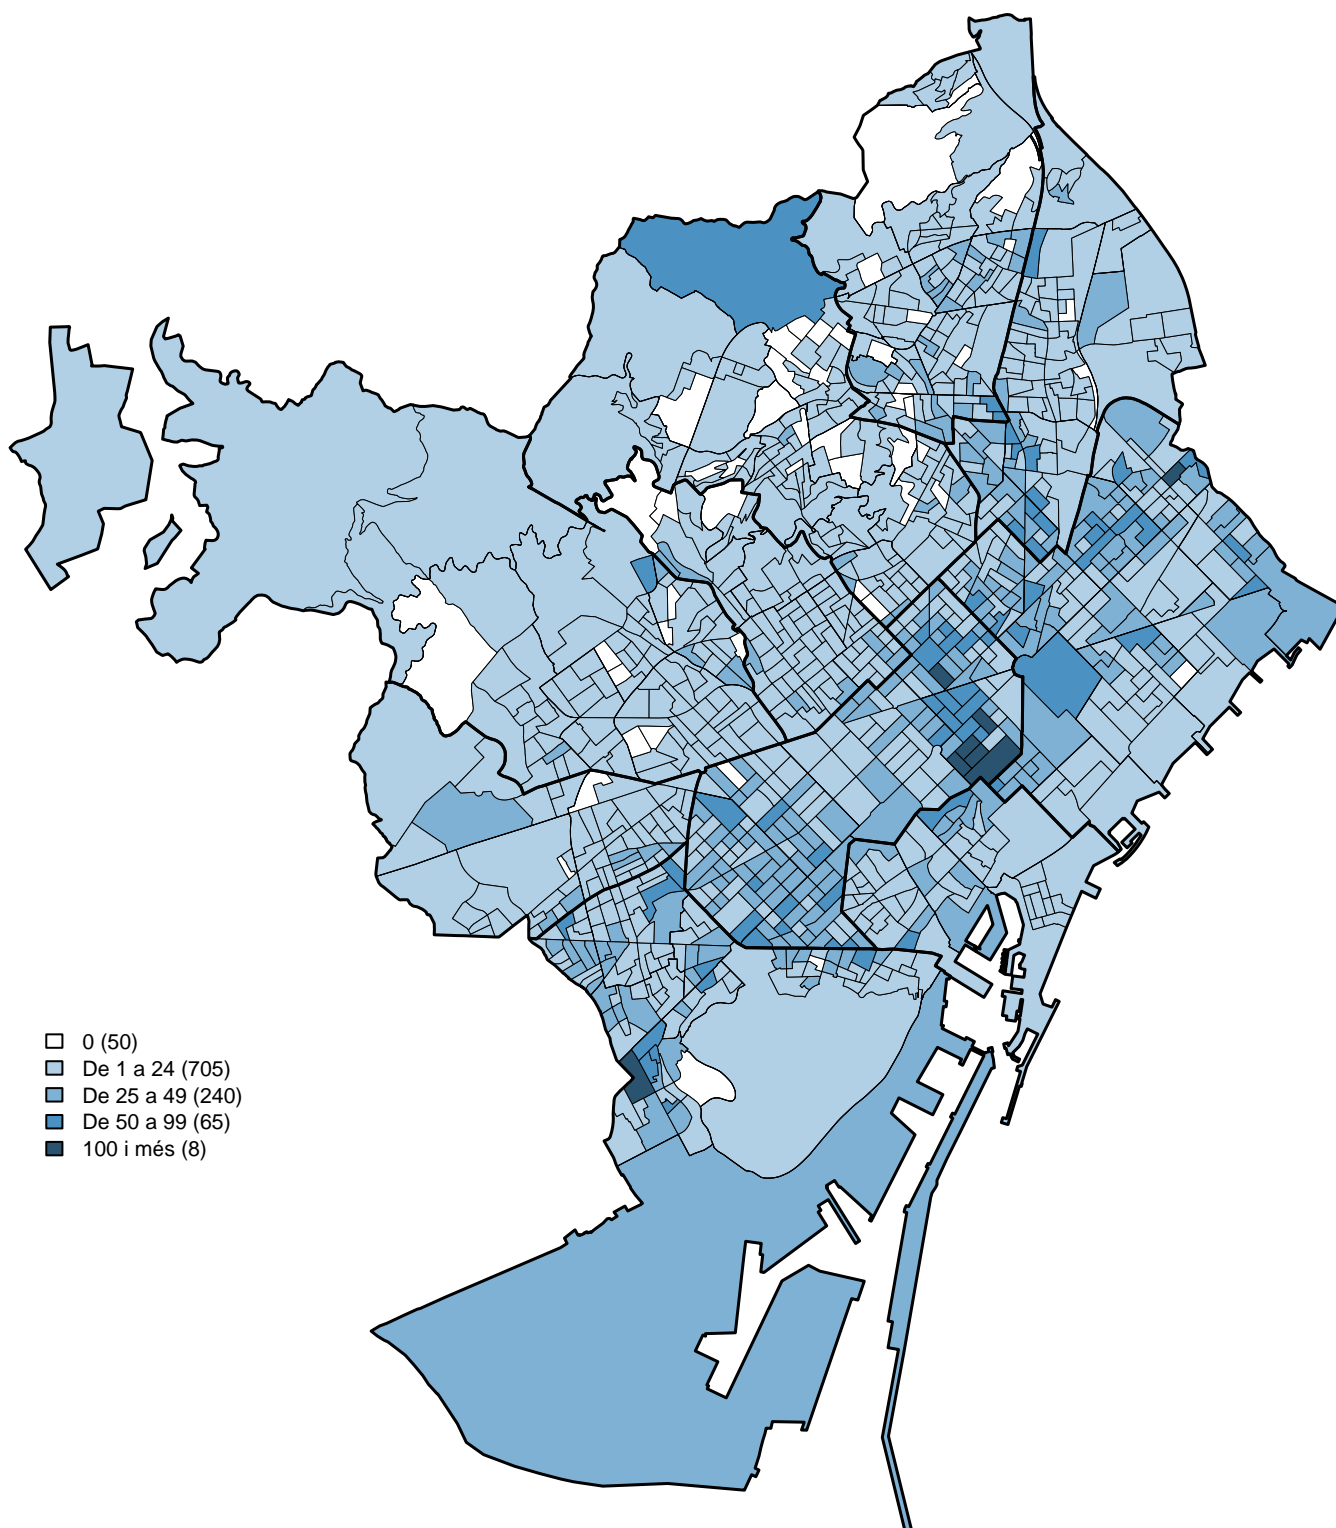 0 (50)
De 1 a 24 (705)
De 25 a 49 (240)
De 50 a 99 (65)
100 i més (8)